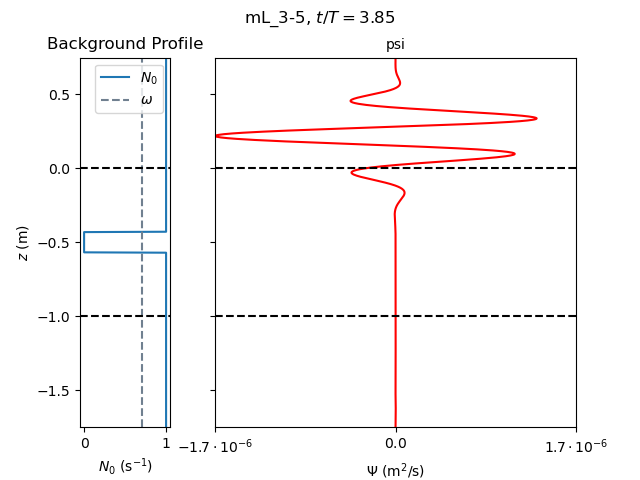 mL_3-5, t/T = 3.85
Background Profile
psi
N₀
ω
0.5
0.0
−0.5
−1.0
−1.5
z (m)
0
1
N₀ (s⁻¹)
−1.7 · 10⁻⁶
0.0
1.7 · 10⁻⁶
Ψ (m²/s)